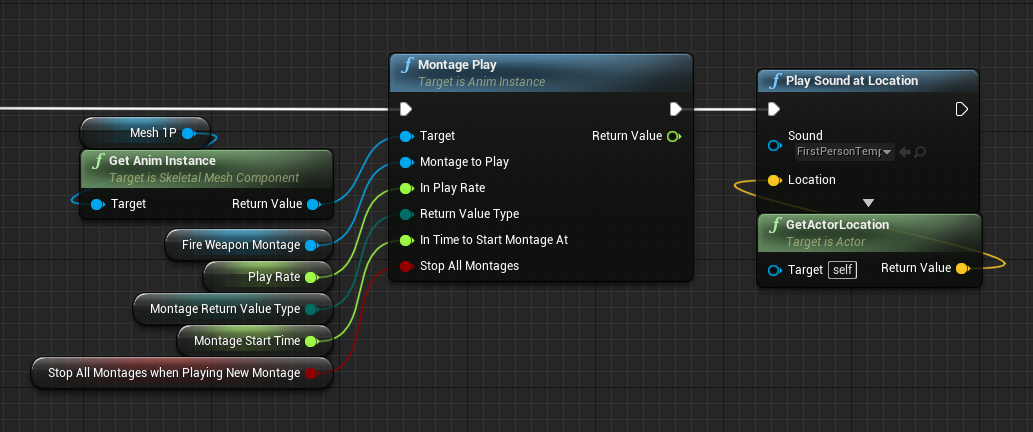 Montage Play
Target is Anim Instance
Target
Return Value
Montage to Play
In Play Rate
Return Value Type
In Time to Start Montage At
Stop All Montages
Mesh 1P
Get Anim Instance
Target is Skeletal Mesh Component
Target
Return Value
Fire Weapon Montage
Play Rate
Montage Return Value Type
Montage Start Time
Stop All Montages when Playing New Montage
Play Sound at Location
Sound
FirstPersonTemp
Location
GetActorLocation
Target is Actor
Target self
Return Value